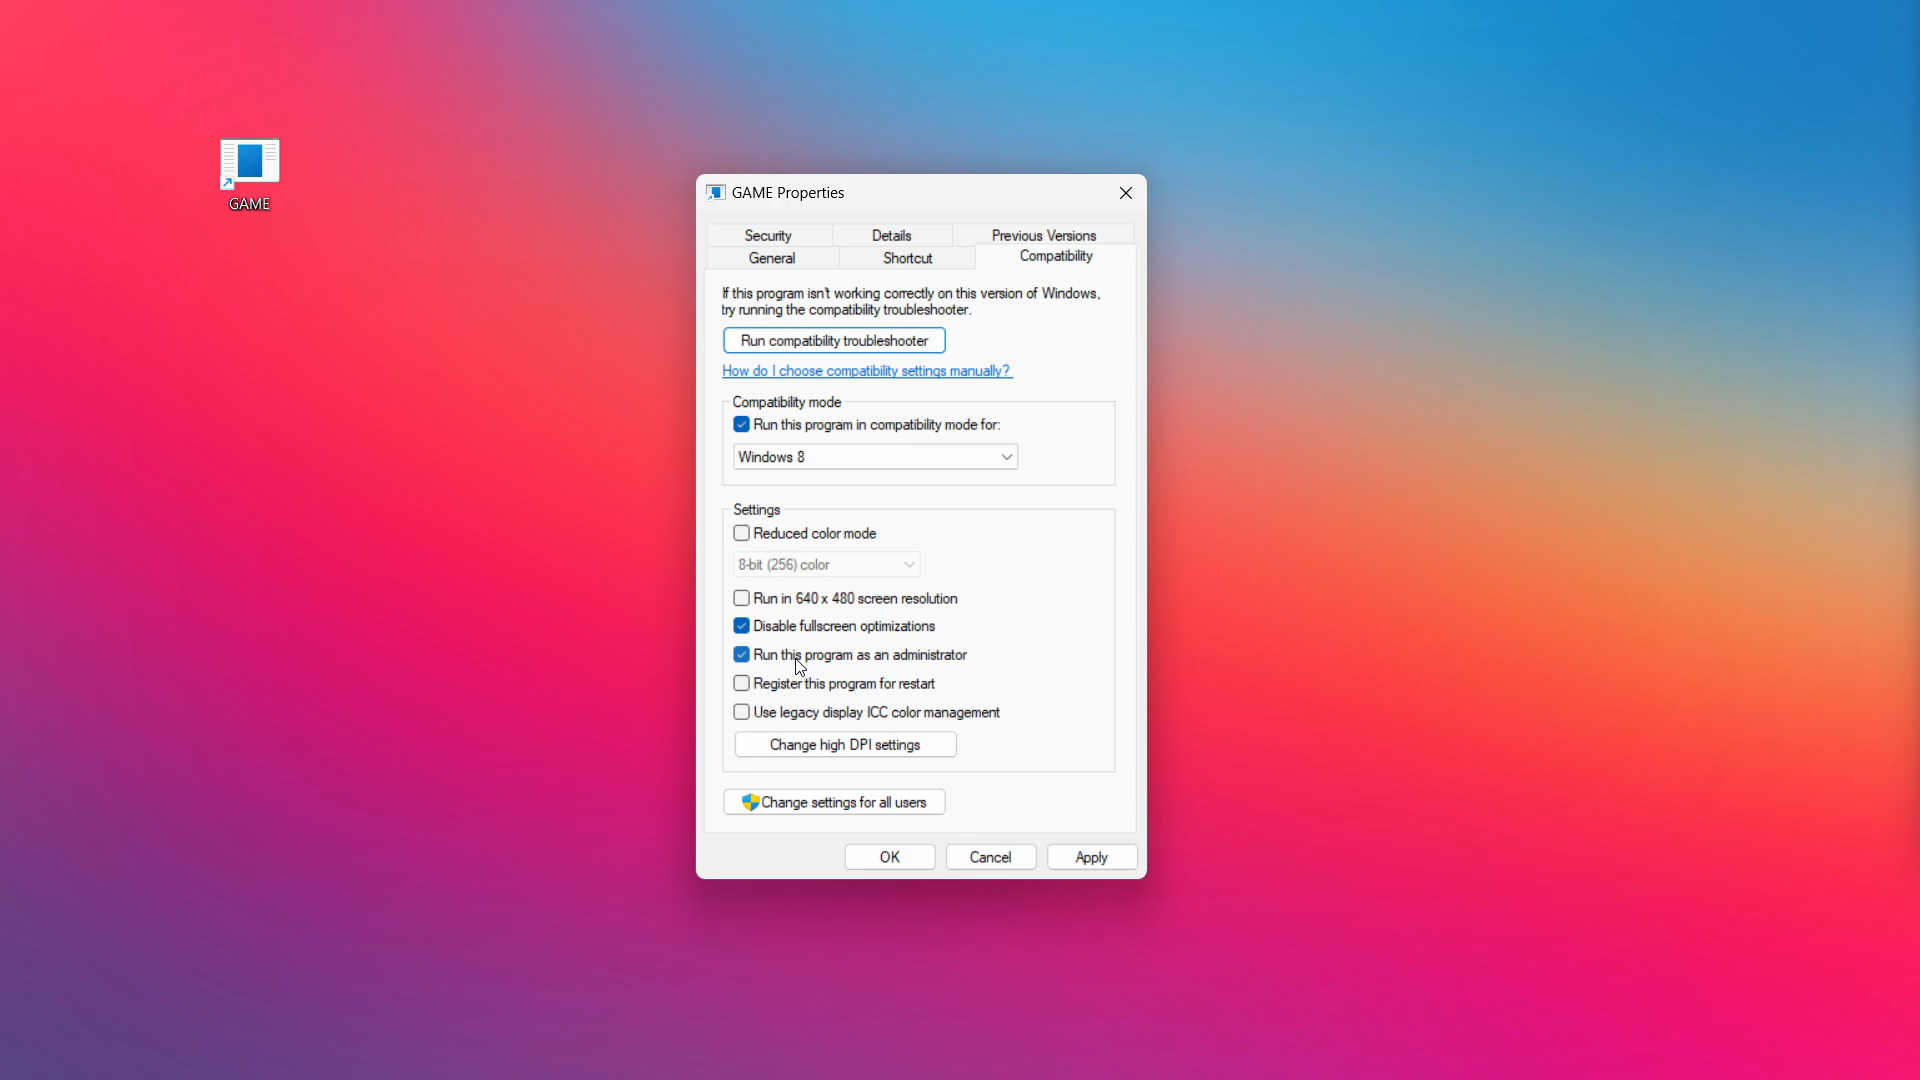 GAME
GAME Properties
Security Details Previous Versions
General Shortcut Compatibility
If this program isn't working correctly on this version of Windows,
try running the compatibility troubleshooter.
Run compatibility troubleshooter
How do I choose compatibility settings manually?
Compatibility mode
Run this program in compatibility mode for:
Windows 8
Settings
Reduced color mode
8-bit (256) color
Run in 640 x 480 screen resolution
Disable fullscreen optimizations
Run this program as an administrator
Register this program for restart
Use legacy display ICC color management
Change high DPI settings
Change settings for all users
OK Cancel Apply